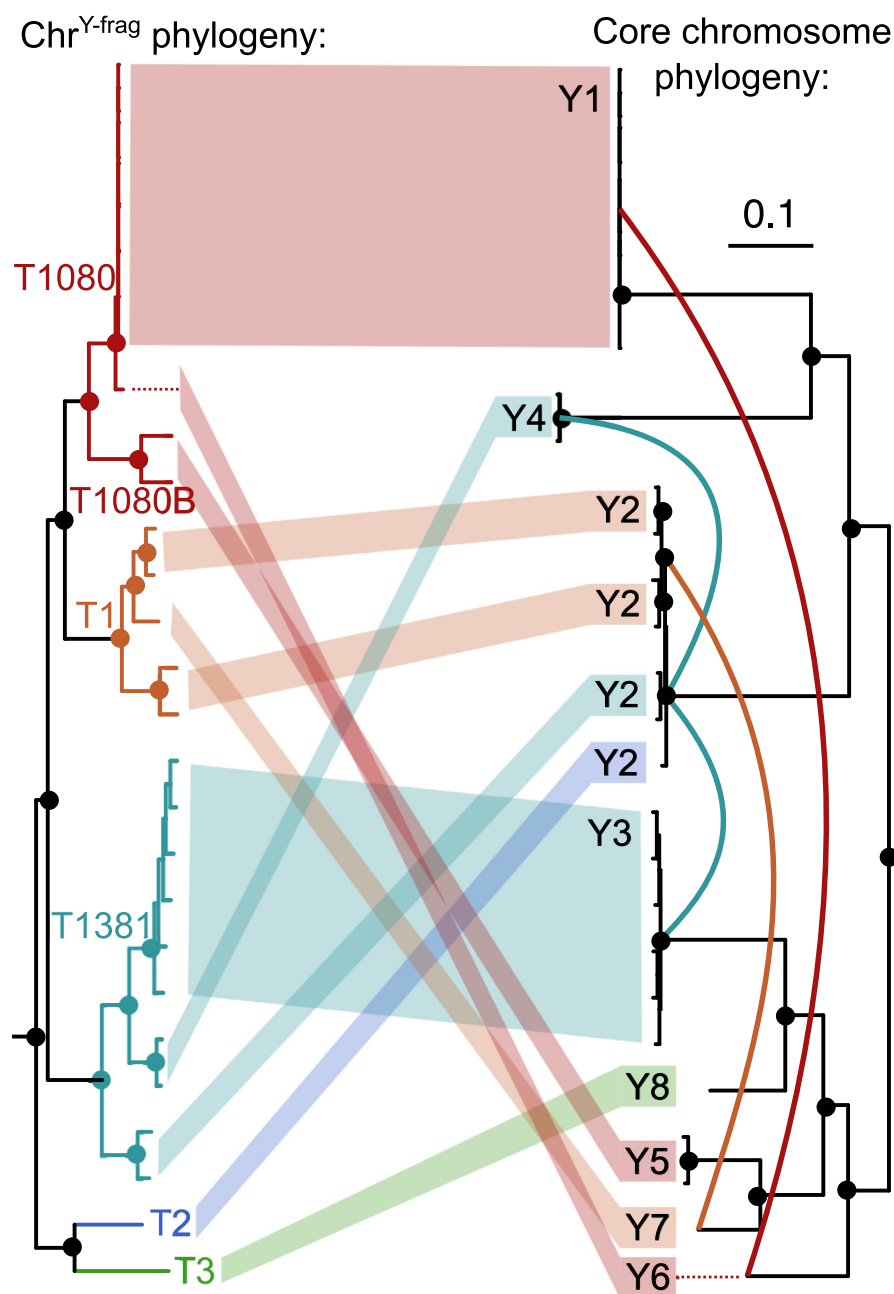 Chr^Y-frag phylogeny:
Core chromosome
phylogeny:
Y1
0.1
T1080
Y4
T1080B
Y2
T1
Y2
Y2
Y2
Y3
T1381
Y8
Y5
T2
Y7
T3
Y6